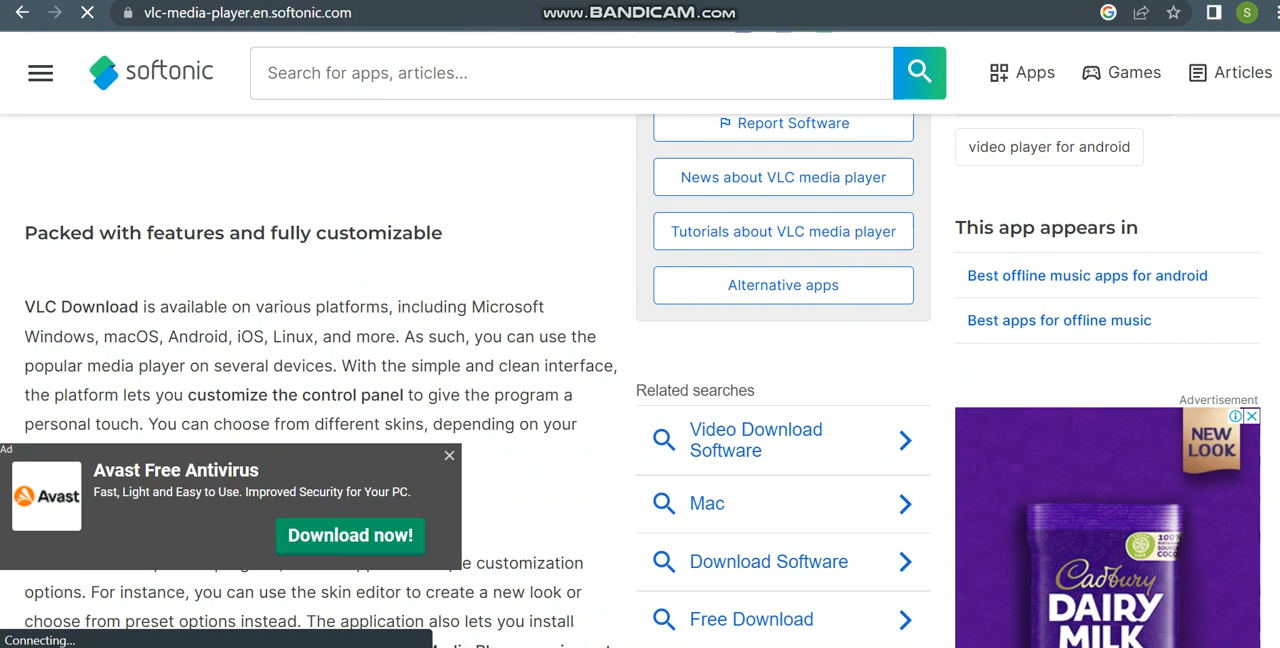 vlc-media-player.en.softonic.com
www.BANDICAM.com
G
S
softonic
Search for apps, articles...
Apps
Games
Articles
Report Software
News about VLC media player
Tutorials about VLC media player
Alternative apps
video player for android
This app appears in
Best offline music apps for android
Best apps for offline music
Packed with features and fully customizable
VLC Download is available on various platforms, including Microsoft
Windows, macOS, Android, iOS, Linux, and more. As such, you can use the
popular media player on several devices. With the simple and clean interface,
the platform lets you customize the control panel to give the program a
personal touch. You can choose from different skins, depending on your
Related searches
Video Download
Software
Mac
Download Software
Free Download
Advertisement
NEW
LOOK
100%
Cadbury
DAIRY
MILK
Ad
Avast
Avast Free Antivirus
Fast, Light and Easy to Use. Improved Security for Your PC.
Download now!
customization
options. For instance, you can use the skin editor to create a new look or
choose from preset options instead. The application also lets you install
Connecting...